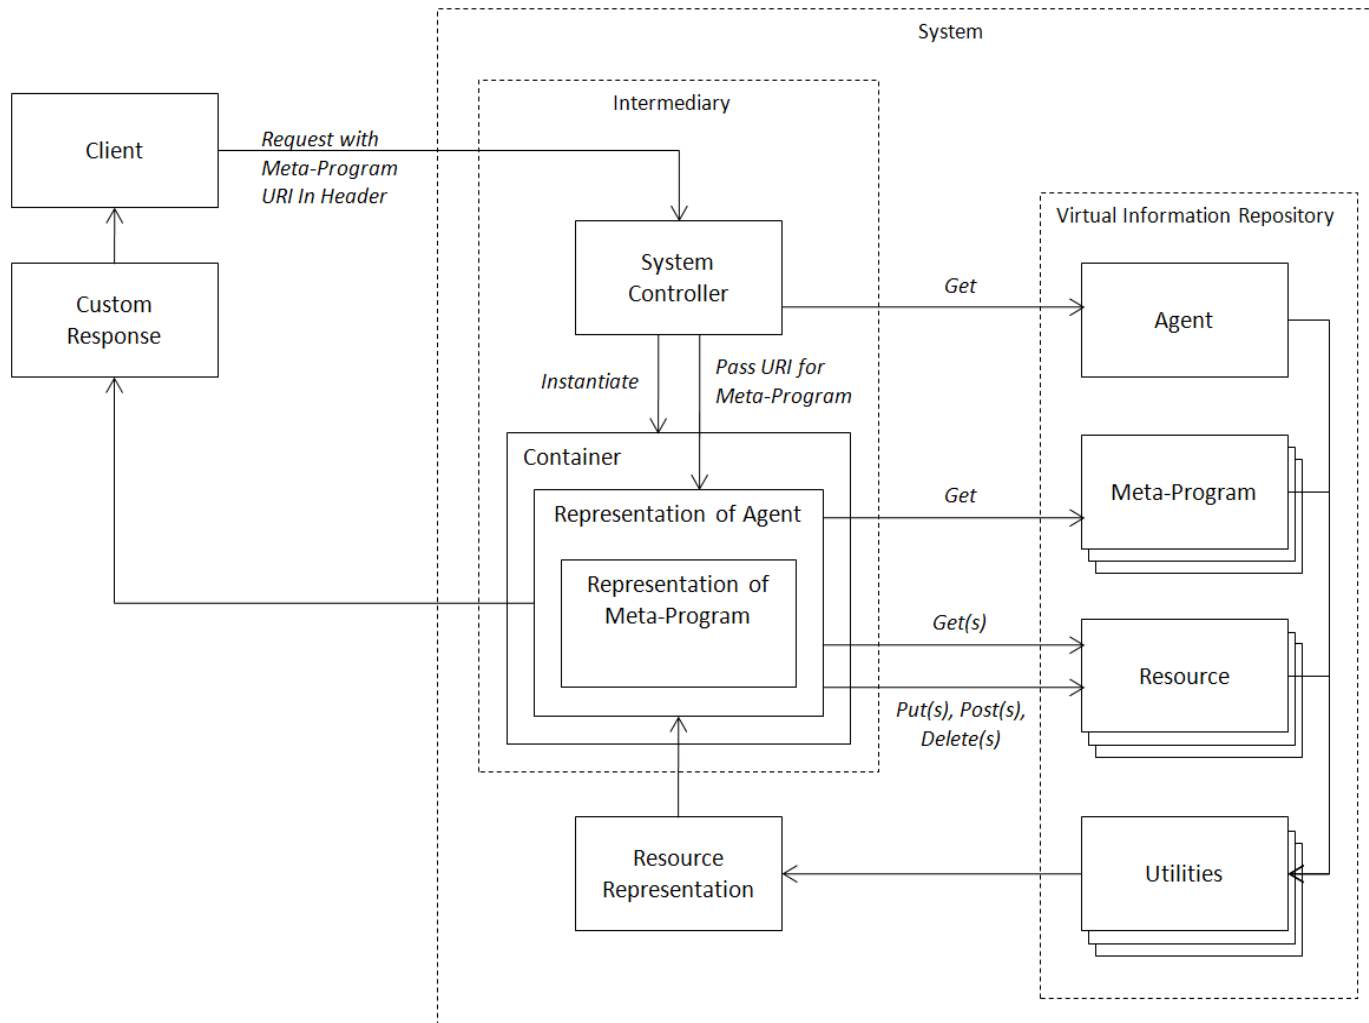 System
Intermediary
Client
Request with
Meta-Program
URI In Header
Virtual Information Repository
System
Controller
Custom
Response
Get
Agent
Instantiate
Pass URI for
Meta-Program
Container
Representation of Agent
Get
Meta-Program
Representation of
Meta-Program
Get(s)
Resource
Put(s), Post(s),
Delete(s)
Resource
Representation
Utilities